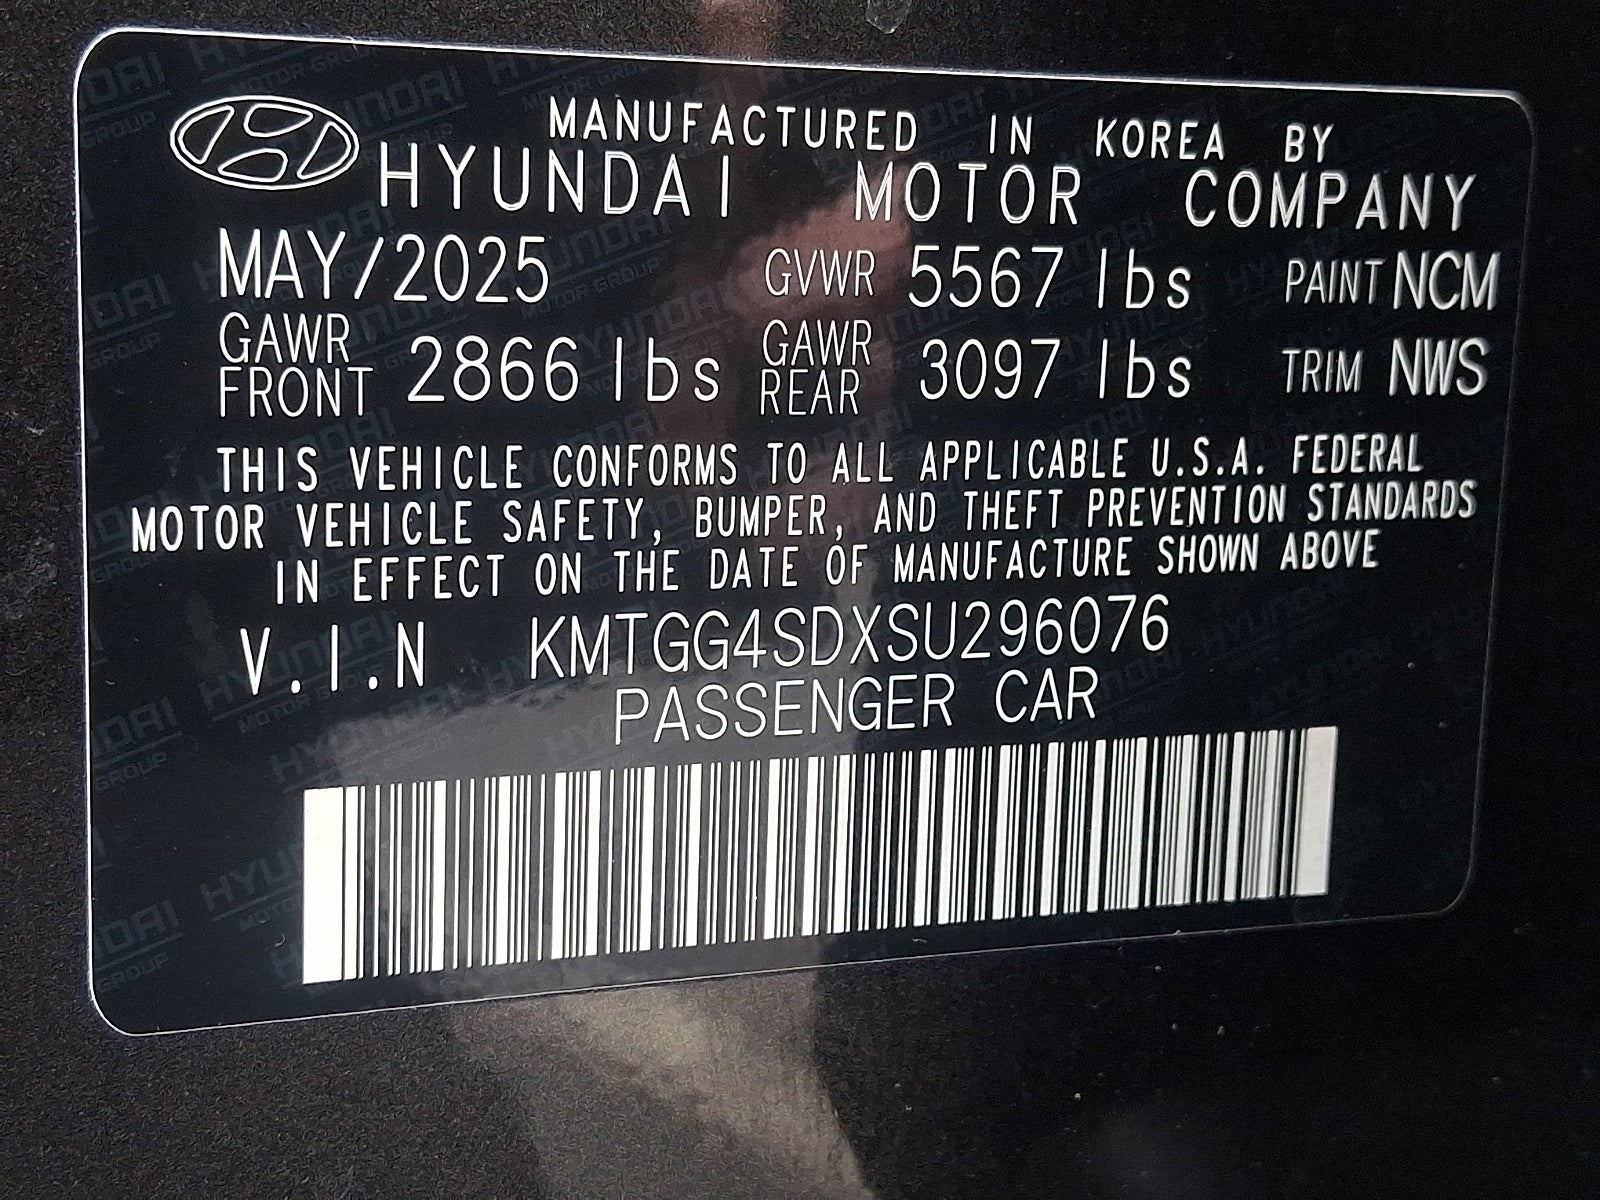 MANUFACTURED IN KOREA BY
HYUNDAI MOTOR COMPANY
MAY/2025 GVWR 5567 lbs PAINT NCM
GAWR FRONT 2866 lbs GAWR REAR 3097 lbs TRIM NWS
THIS VEHICLE CONFORMS TO ALL APPLICABLE U.S.A. FEDERAL
MOTOR VEHICLE SAFETY, BUMPER, AND THEFT PREVENTION STANDARDS
IN EFFECT ON THE DATE OF MANUFACTURE SHOWN ABOVE
V.I.N KMTGG4SDXSU296076
PASSENGER CAR